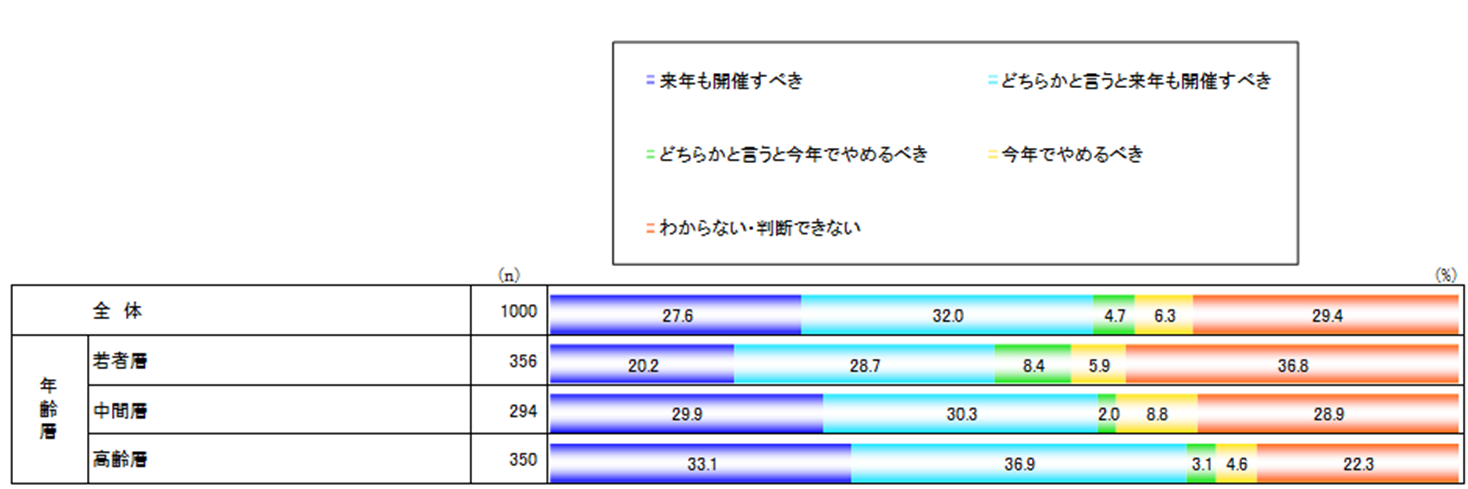 来年も開催すべき どちらかと言うと来年も開催すべき
どちらかと言うと今年でやめるべき 今年でやめるべき
わからない・判断できない
(n) (%)
全 体 1000 27.6 32.0 4.7 6.3 29.4
年齢層
若者層 356 20.2 28.7 8.4 5.9 36.8
中間層 294 29.9 30.3 2.0 8.8 28.9
高齢層 350 33.1 36.9 3.1 4.6 22.3